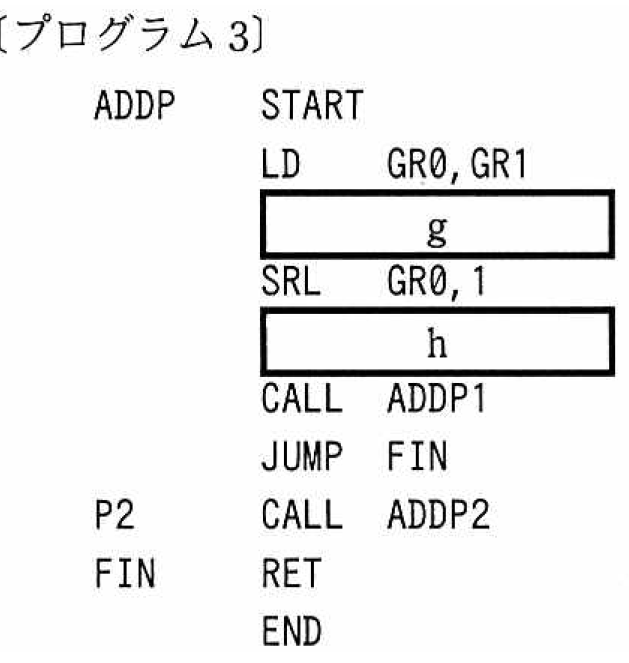 〔プログラム 3〕
ADDP START
LD GR0,GR1
g
SRL GR0,1
h
CALL ADDP1
JUMP FIN
P2 CALL ADDP2
FIN RET
END